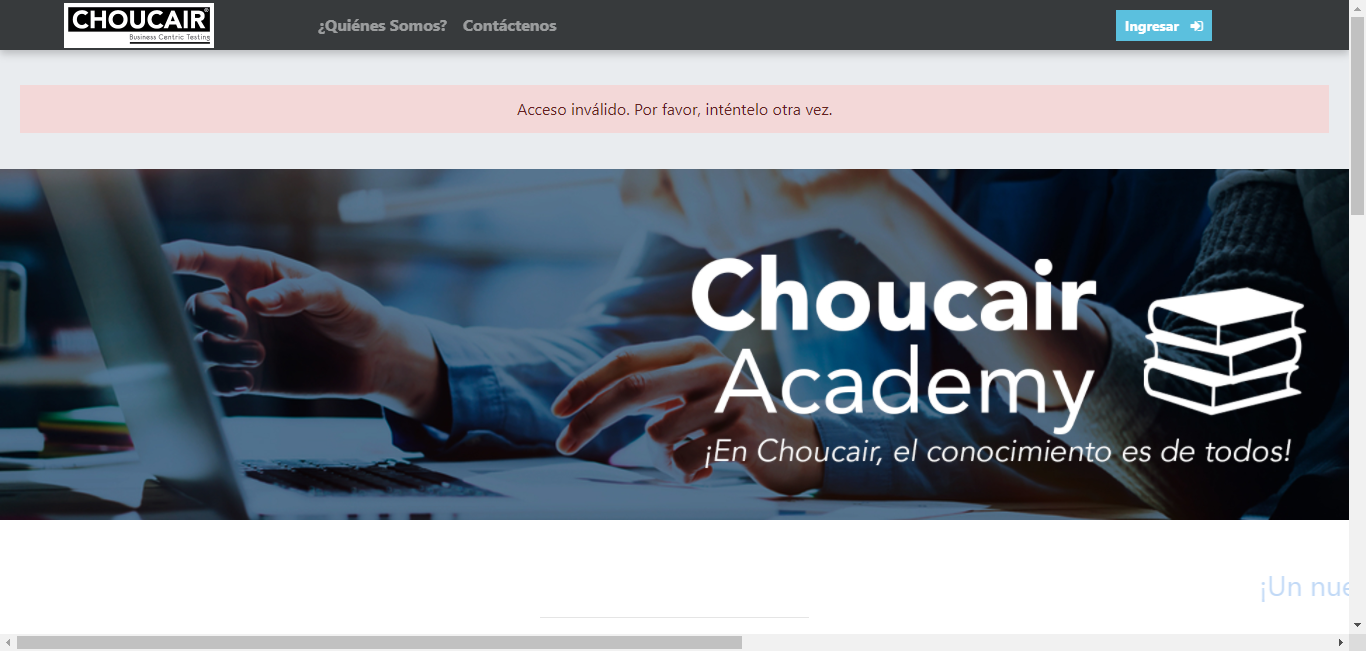 CHOUCAIR®
Business Centric Testing
¿Quiénes Somos? Contáctenos
Ingresar
Acceso inválido. Por favor, inténtelo otra vez.
Choucair
Academy
¡En Choucair, el conocimiento es de todos!
¡Un nue